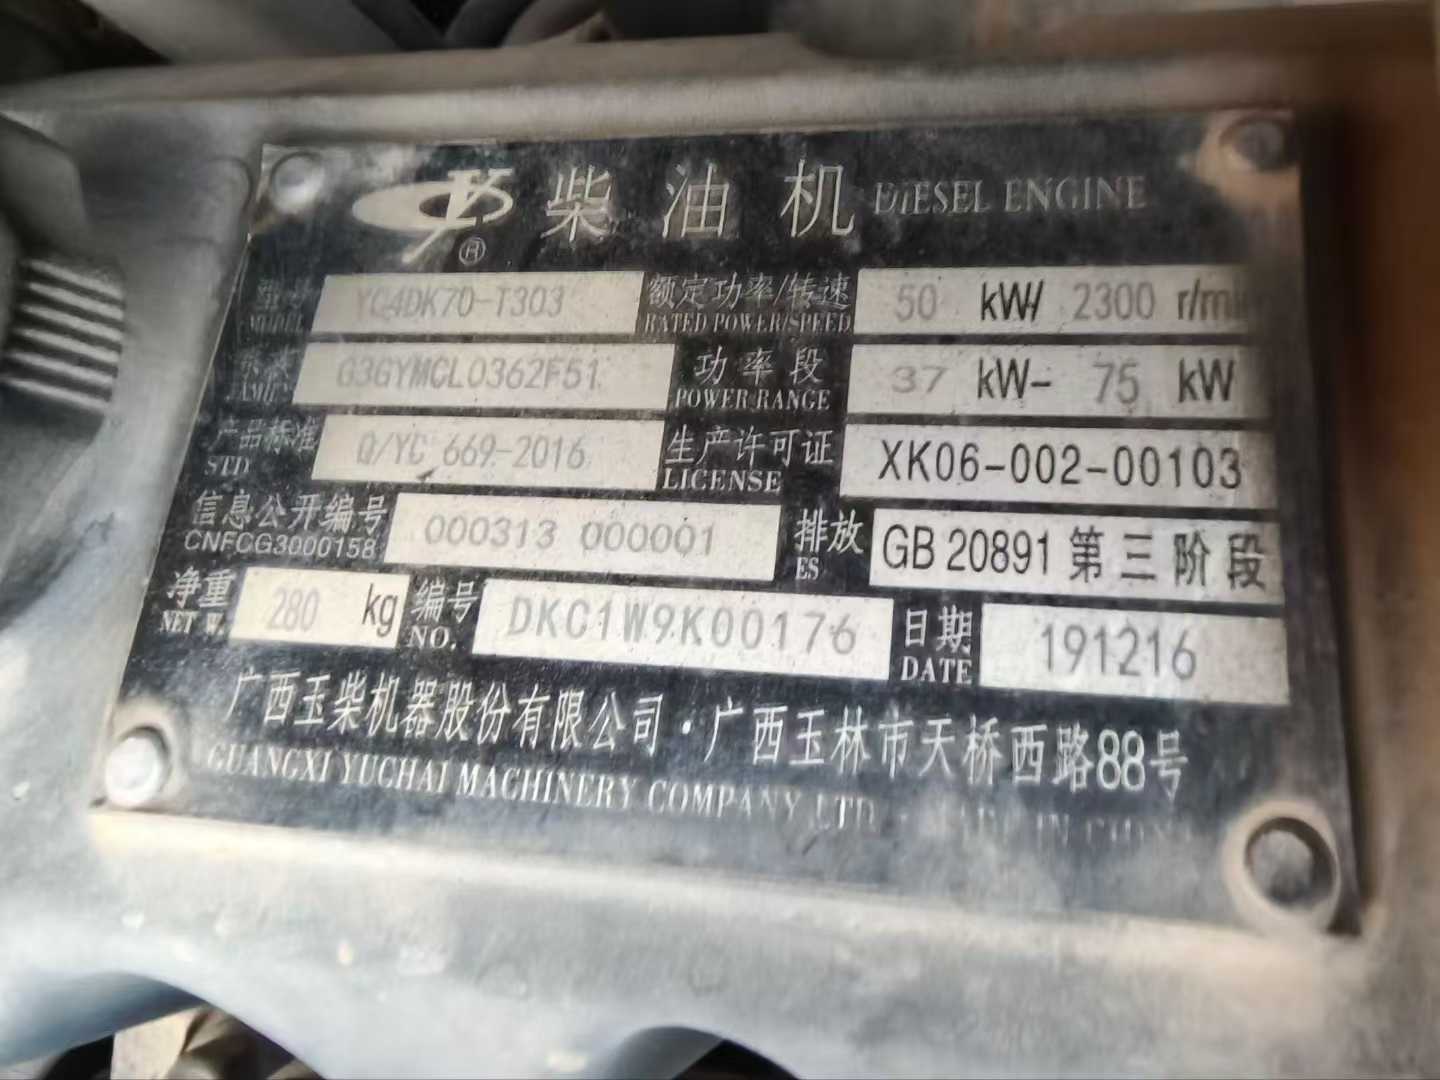 柴油机 DIESEL ENGINE
型号 YC4DK70-T303 额定功率/转速 50 kW/ 2300 r/min
MODEL RATED POWER/SPEED
G3GYMCL0362F51 功率段 37 kW- 75 kW
POWER RANGE
产品标准 Q/YC 669-2016 生产许可证 XK06-002-00103
STD LICENSE
信息公开编号 000313 000001 排放 GB 20891 第三阶段
CNFCG3000158 ES
净重 280 kg 编号 DKC1W9K00176 日期 191216
NET W. NO. DATE
广西玉柴机器股份有限公司·广西玉林市天桥西路88号
GUANGXI YUCHAI MACHINERY COMPANY LTD MADE IN CHINA